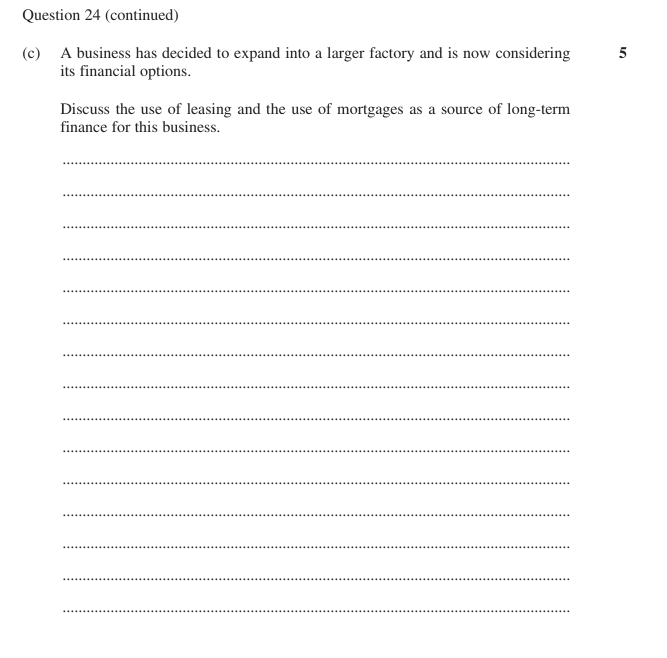 Question 24 (continued)
(c) A business has decided to expand into a larger factory and is now considering 5
its financial options.
Discuss the use of leasing and the use of mortgages as a source of long-term
finance for this business.